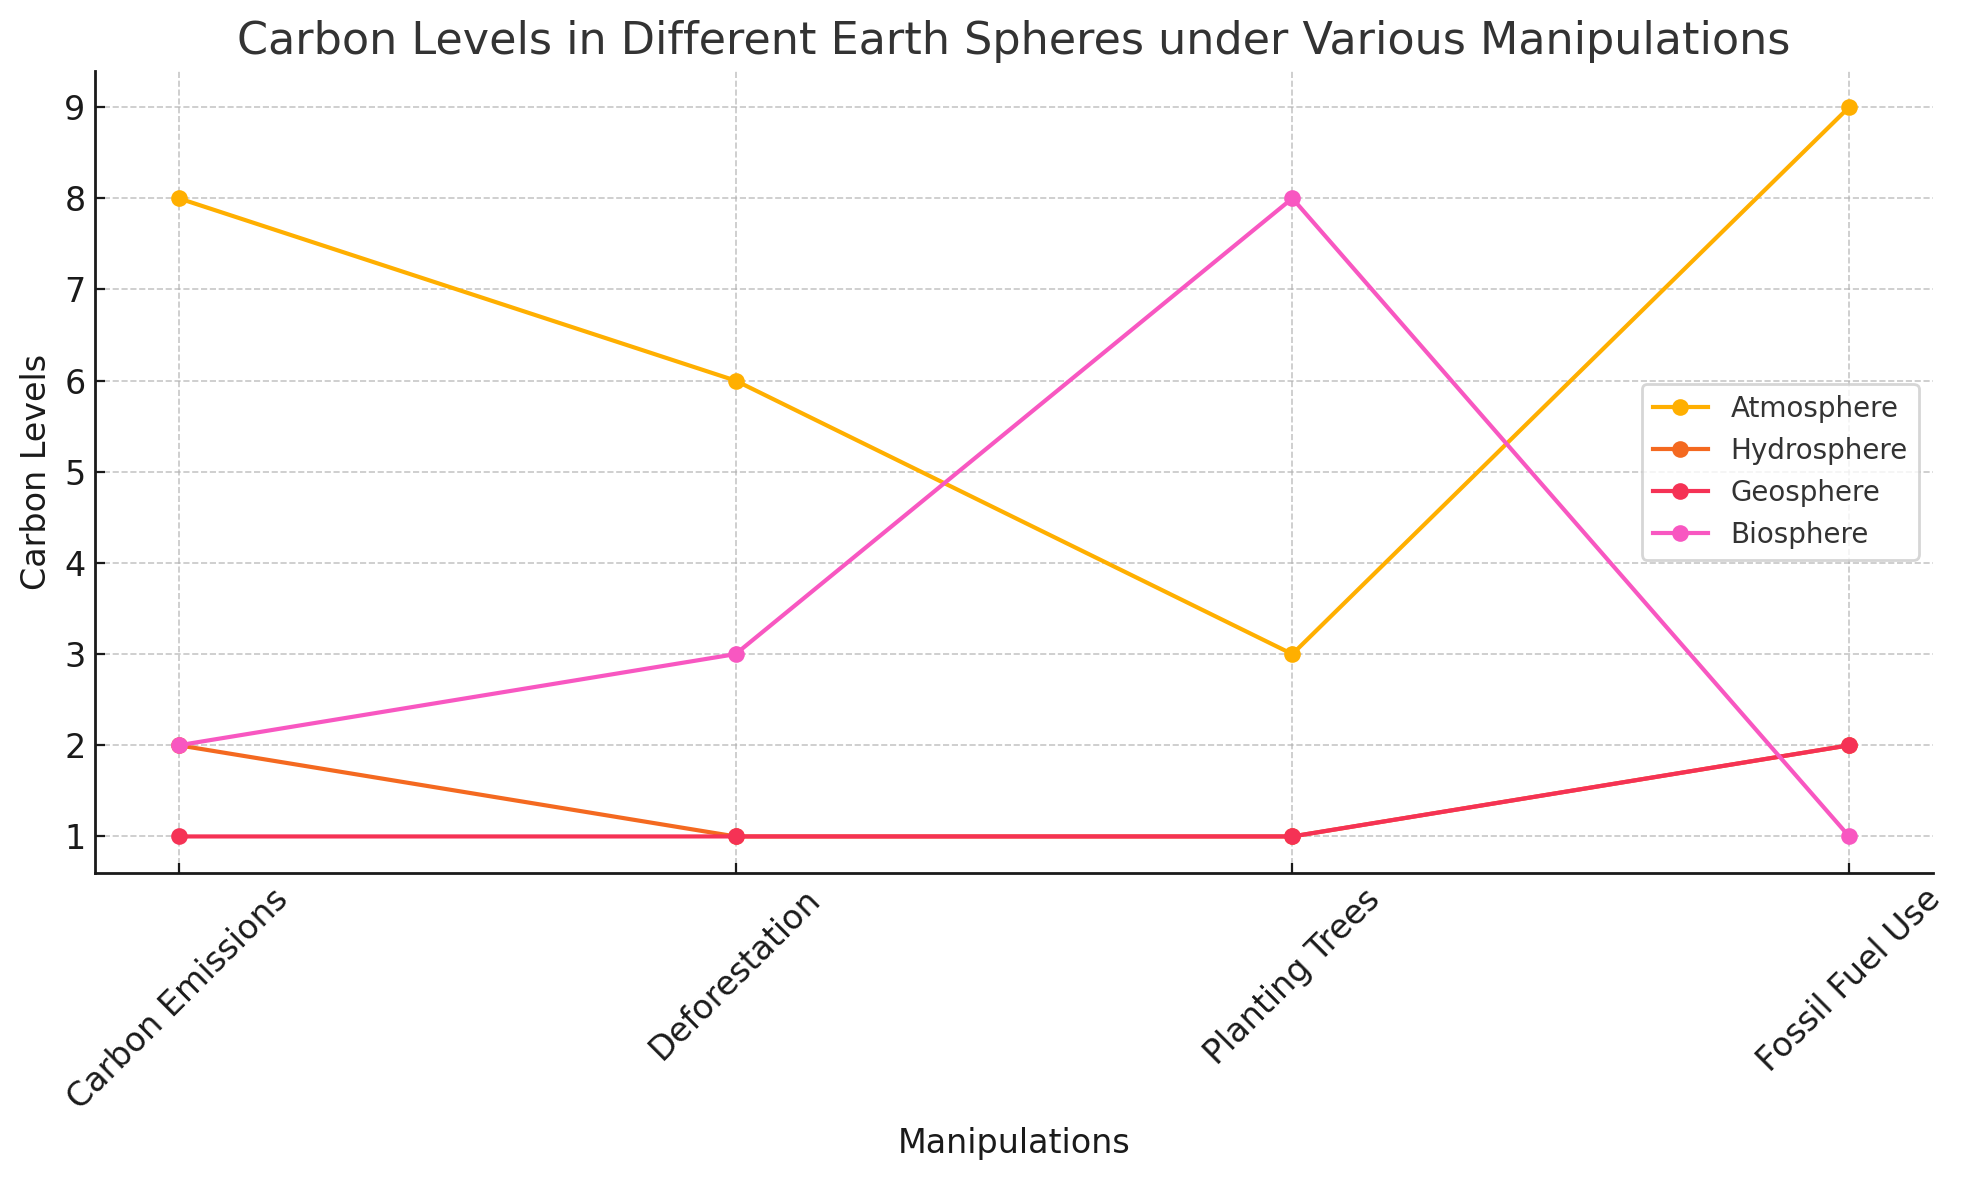 Carbon Levels in Different Earth Spheres under Various Manipulations
9
8
7
6
5
4
3
2
1
Carbon Levels
Atmosphere
Hydrosphere
Geosphere
Biosphere
Carbon Emissions
Deforestation
Planting Trees
Fossil Fuel Use
Manipulations